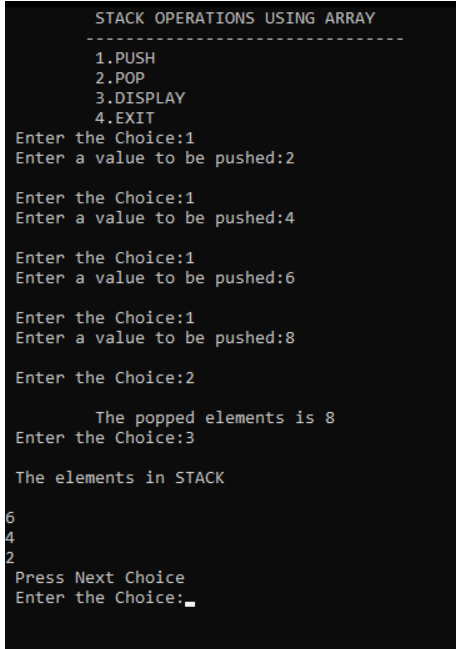 STACK OPERATIONS USING ARRAY
--------------------------------
1.PUSH
2.POP
3.DISPLAY
4.EXIT
Enter the Choice:1
Enter a value to be pushed:2
Enter the Choice:1
Enter a value to be pushed:4
Enter the Choice:1
Enter a value to be pushed:6
Enter the Choice:1
Enter a value to be pushed:8
Enter the Choice:2
The popped elements is 8
Enter the Choice:3
The elements in STACK
6
4
2
Press Next Choice
Enter the Choice: